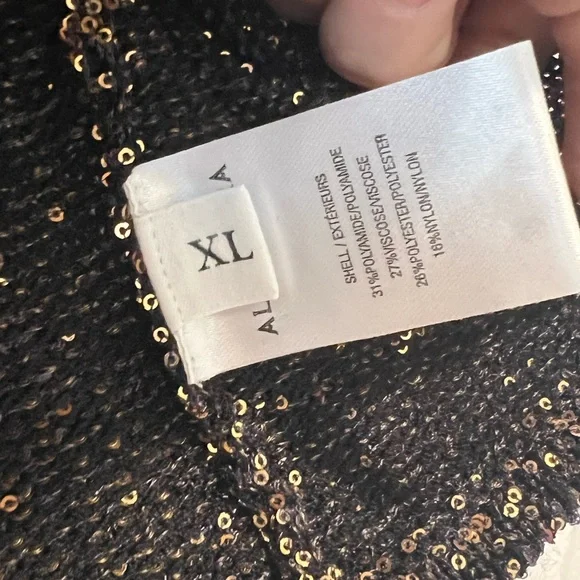 XL
SHELL / EXTÉRIEURS
31%POLYAMIDE/POLYAMIDE
27%VISCOSE/VISCOSE
26%POLYESTER/POLYESTER
16%NYLON/NYLON